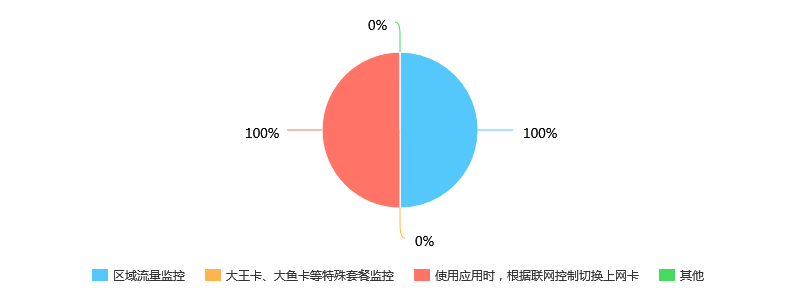 0%
100%
100%
0%
区域流量监控
大王卡、大鱼卡等特殊套餐监控
使用应用时，根据联网控制切换上网卡
其他